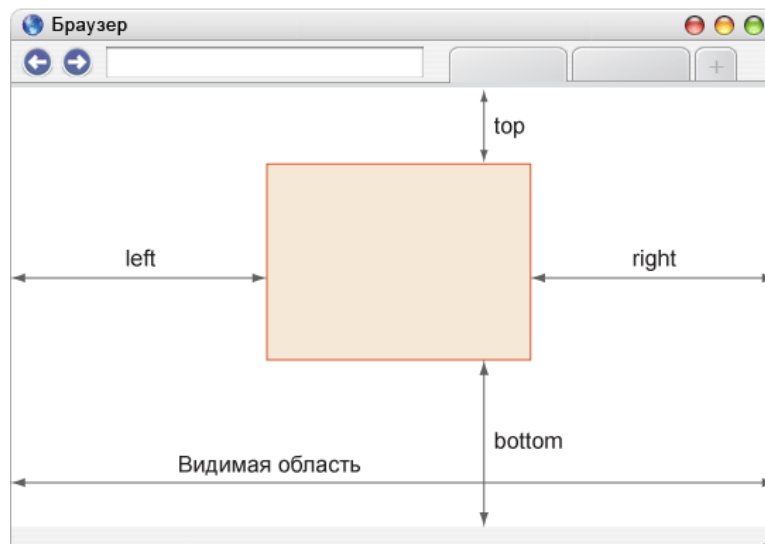 Браузер
+
top
left
right
bottom
Видимая область